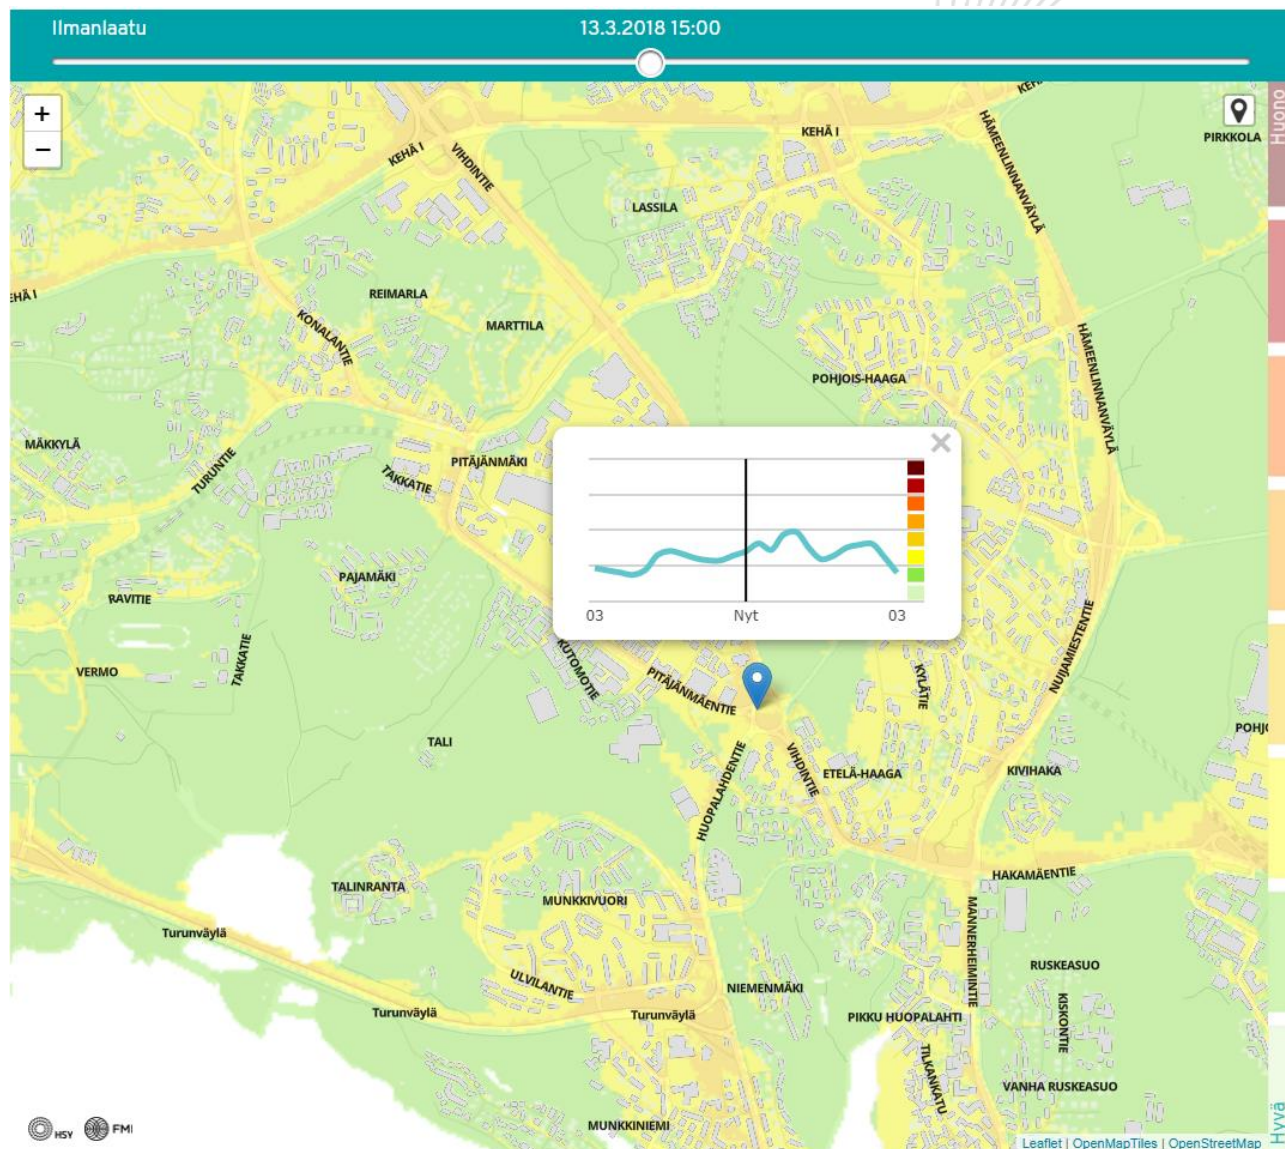 Ilmanlaatu
13.3.2018 15:00
+
−
Huono
KEHÄ I
KEHÄ I
VIHDINTIE
HÄMEENLINNANVÄYLÄ
PIRKKOLA
LASSILA
REIMARLA
KONALANTIE
MARTTILA
HÄMEENLINNANVÄYLÄ
POHJOIS-HAAGA
MÄKKYLÄ
TURUNTIE
TAKKATIE
PITÄJÄNMÄKI
03
Nyt
03
PAJAMÄKI
RAVITIE
TAKKATIE
VERMO
KUTOMOTIE
PITÄJÄNMÄENTIE
KYLÄTIE
NUIJAMIESTENTIE
TALI
HUOPALAHDENTIE
VIHDINTIE
ETELÄ-HAAGA
KIVIHAKA
HAKAMÄENTIE
TALINRANTA
MUNKKIVUORI
MANNERHEIMINTIE
Turunväylä
RUSKEASUO
ULVILANTIE
NIEMENMÄKI
Turunväylä
Turunväylä
PIKKU HUOPALAHTI
KISKONTIE
TILKANKATU
VANHA RUSKEASUO
MUNKKINIEMI
Hyvä
HSY
FMI
Leaflet | OpenMapTiles | OpenStreetMap